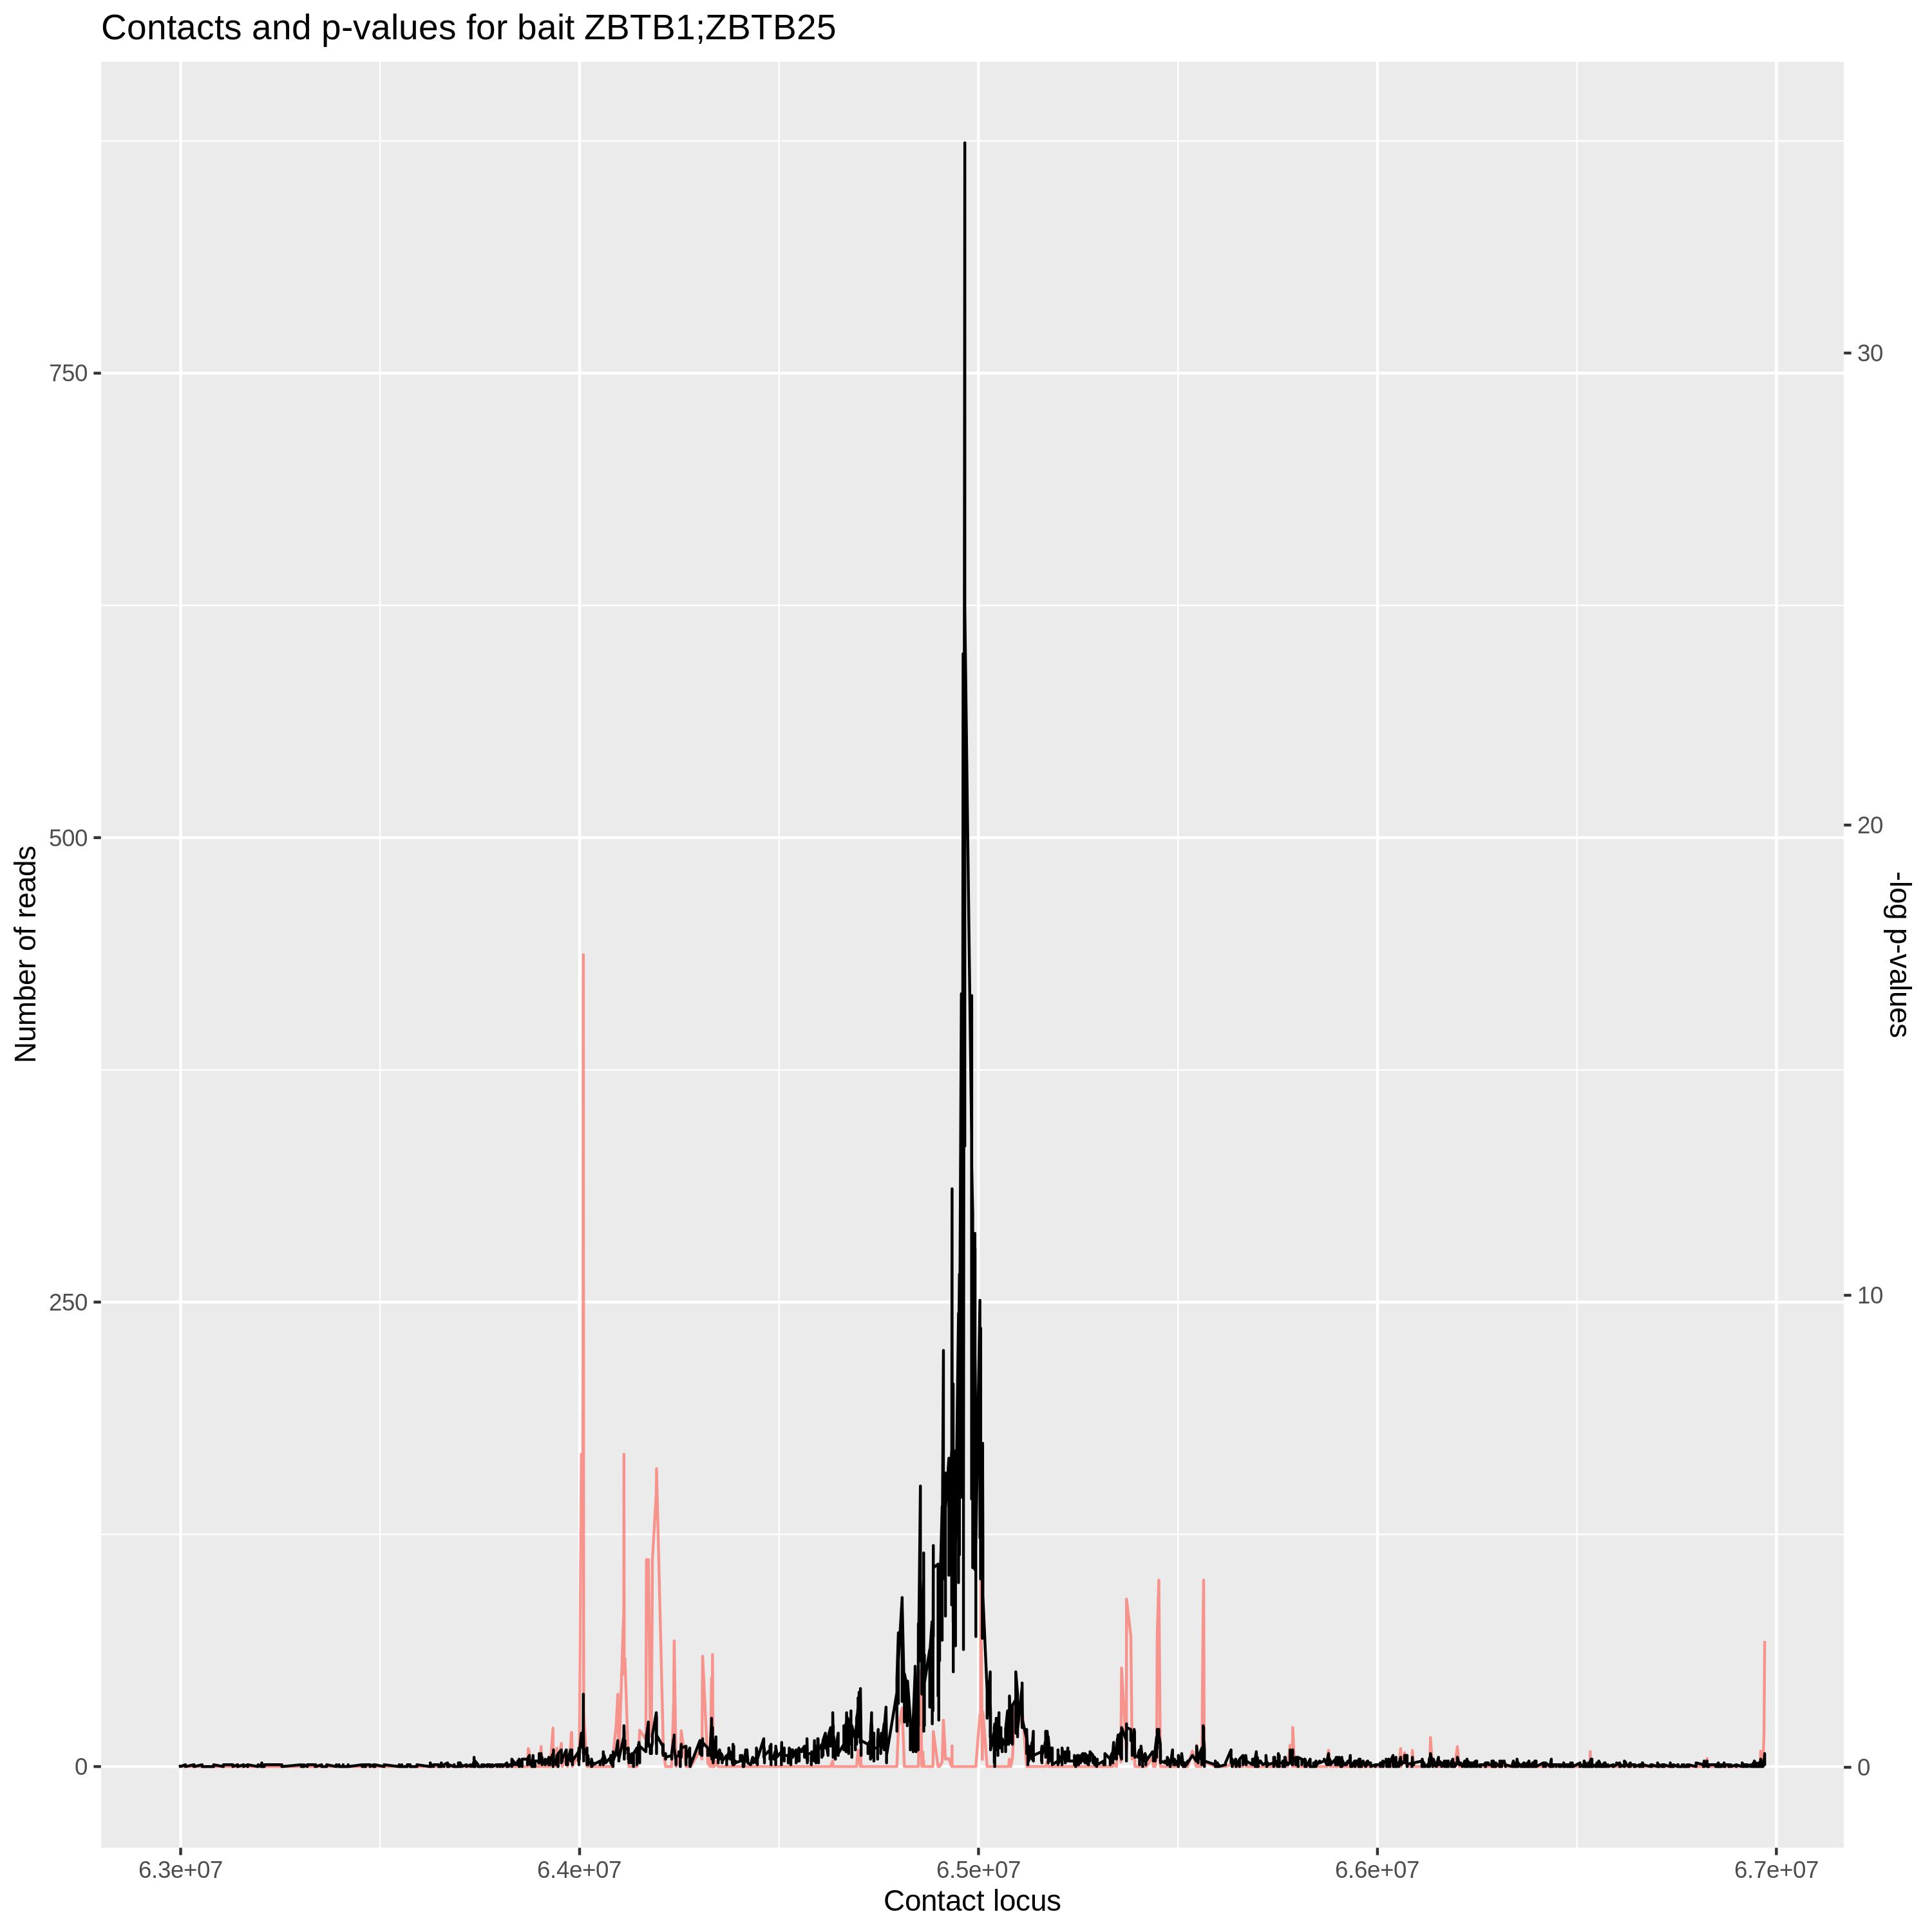 Contacts and p-values for bait ZBTB1;ZBTB25
750
500
250
0
Number of reads
30
20
10
0
-log p-values
6.3e+07
6.4e+07
6.5e+07
6.6e+07
6.7e+07
Contact locus